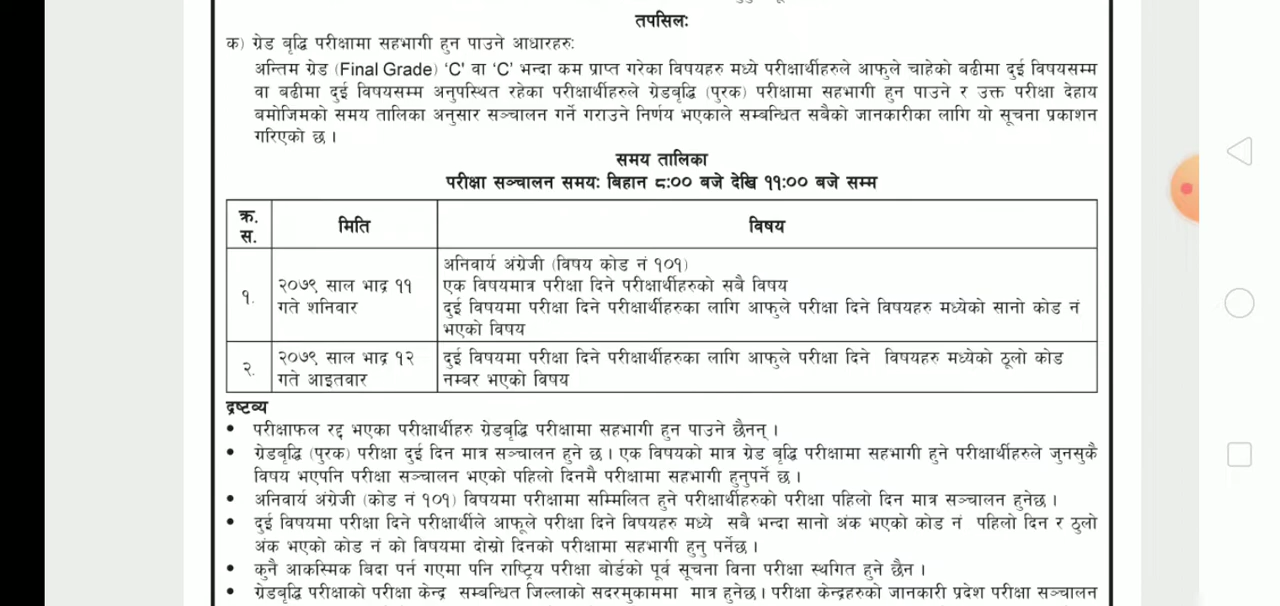 तपसिलः
क) ग्रेड बृद्धि परीक्षामा सहभागी हुन पाउने आधारहरुः
अन्तिम ग्रेड (Final Grade) ‘C’ वा ‘C’ भन्दा कम प्राप्त गरेका विषयहरु मध्ये परीक्षार्थीहरुले आफुले चाहेको बढीमा दुई विषयसम्म
वा बढीमा दुई विषयसम्म अनुपस्थित रहेका परीक्षार्थीहरुले ग्रेडबृद्धि (पुरक) परीक्षामा सहभागी हुन पाउने र उक्त परीक्षा देहाय
बमोजिमको समय तालिका अनुसार सञ्चालन गर्ने गराउने निर्णय भएकाले सम्बन्धित सबैको जानकारीका लागि यो सूचना प्रकाशन
गरिएको छ ।
समय तालिका
परीक्षा सञ्चालन समयः बिहान ८:०० बजे देखि ११:०० बजे सम्म
क्र.
स. मिति विषय
अनिवार्य अंग्रेजी (विषय कोड नं १०१)
१. २०७९ साल भाद्र ११ एक विषयमात्र परीक्षा दिने परीक्षार्थीहरुको सबै विषय
गते शनिवार दुई विषयमा परीक्षा दिने परीक्षार्थीहरुका लागि आफुले परीक्षा दिने विषयहरु मध्येको सानो कोड नं
भएको विषय
२. २०७९ साल भाद्र १२ दुई विषयमा परीक्षा दिने परीक्षार्थीहरुका लागि आफुले परीक्षा दिने विषयहरु मध्येको ठूलो कोड
गते आइतवार नम्बर भएको विषय
द्रष्टव्य
• परीक्षाफल रद्द भएका परीक्षार्थीहरु ग्रेडबृद्धि परीक्षामा सहभागी हुन पाउने छैनन् ।
• ग्रेडबृद्धि (पुरक) परीक्षा दुई दिन मात्र सञ्चालन हुने छ । एक विषयको मात्र ग्रेड बृद्धि परीक्षामा सहभागी हुने परीक्षार्थीहरुले जुनसुकै
विषय भएपनि परीक्षा सञ्चालन भएको पहिलो दिनमै परीक्षामा सहभागी हुनुपर्ने छ ।
• अनिवार्य अंग्रेजी (कोड नं १०१) विषयमा परीक्षामा सम्मिलित हुने परीक्षार्थीहरुको परीक्षा पहिलो दिन मात्र सञ्चालन हुनेछ ।
• दुई विषयमा परीक्षा दिने परीक्षार्थीले आफूले परीक्षा दिने विषयहरु मध्ये सबै भन्दा सानो अंक भएको कोड नं पहिलो दिन र ठुलो
अंक भएको कोड नं को विषयमा दोस्रो दिनको परीक्षामा सहभागी हुनु पर्नेछ ।
• कुनै आकस्मिक बिदा पर्न गएमा पनि राष्ट्रिय परीक्षा बोर्डको पूर्व सूचना विना परीक्षा स्थगित हुने छैन ।
• ग्रेडबृद्धि परीक्षाको परीक्षा केन्द्र सम्बन्धित जिल्लाको सदरमुकाममा मात्र हुनेछ । परीक्षा केन्द्रहरुको जानकारी प्रदेश परीक्षा सञ्चालन